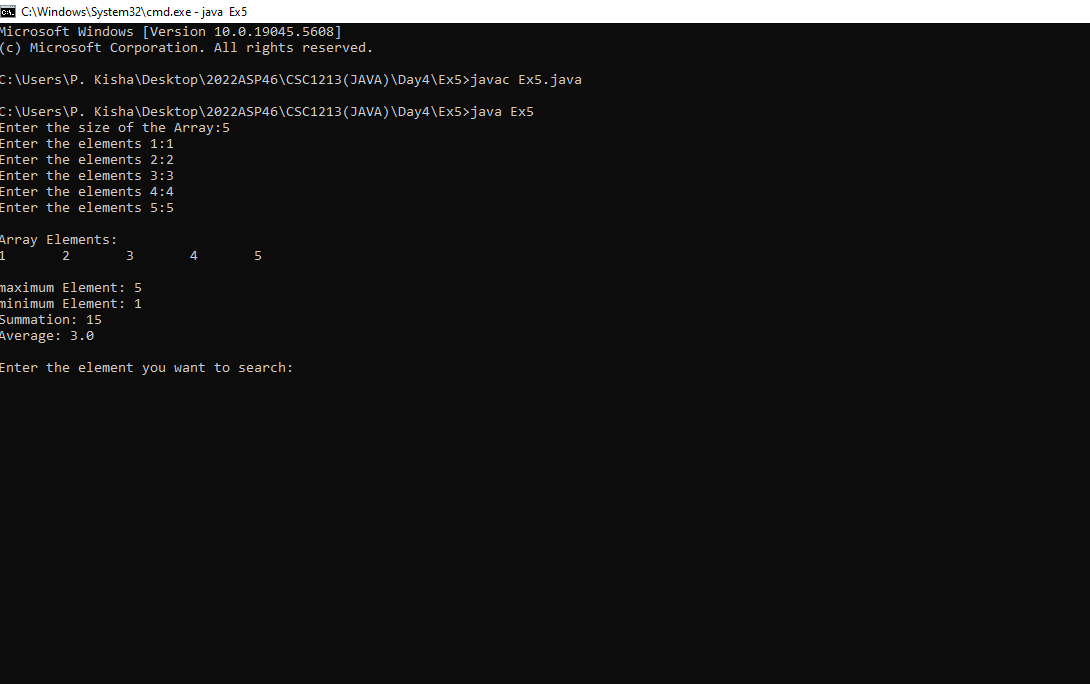 C:\Windows\System32\cmd.exe - java Ex5
Microsoft Windows [Version 10.0.19045.5608]
(c) Microsoft Corporation. All rights reserved.
C:\Users\P. Kisha\Desktop\2022ASP46\CSC1213(JAVA)\Day4\Ex5>javac Ex5.java
C:\Users\P. Kisha\Desktop\2022ASP46\CSC1213(JAVA)\Day4\Ex5>java Ex5
Enter the size of the Array:5
Enter the elements 1:1
Enter the elements 2:2
Enter the elements 3:3
Enter the elements 4:4
Enter the elements 5:5
Array Elements:
1 2 3 4 5
maximum Element: 5
minimum Element: 1
Summation: 15
Average: 3.0
Enter the element you want to search: